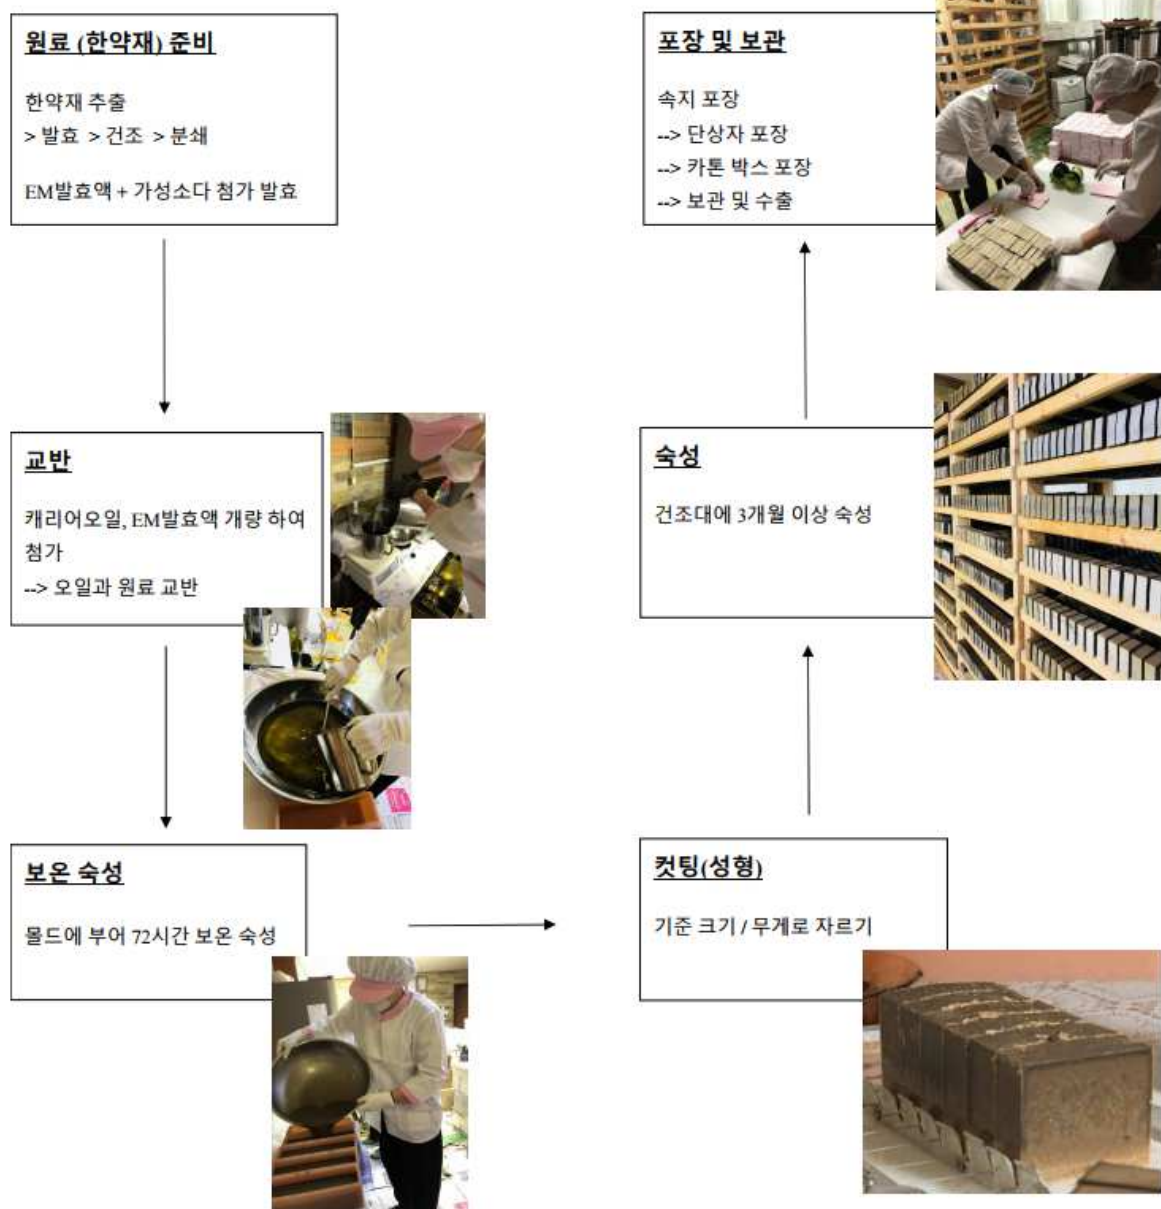 원료 (한약재) 준비
한약재 추출
> 발효 > 건조 > 분쇄
EM발효액 + 가성소다 첨가 발효
교반
캐리어오일, EM발효액 개량 하여
첨가
--> 오일과 원료 교반
보온 숙성
몰드에 부어 72시간 보온 숙성
컷팅(성형)
기준 크기 / 무게로 자르기
숙성
건조대에 3개월 이상 숙성
포장 및 보관
속지 포장
--> 단상자 포장
--> 카톤 박스 포장
--> 보관 및 수출